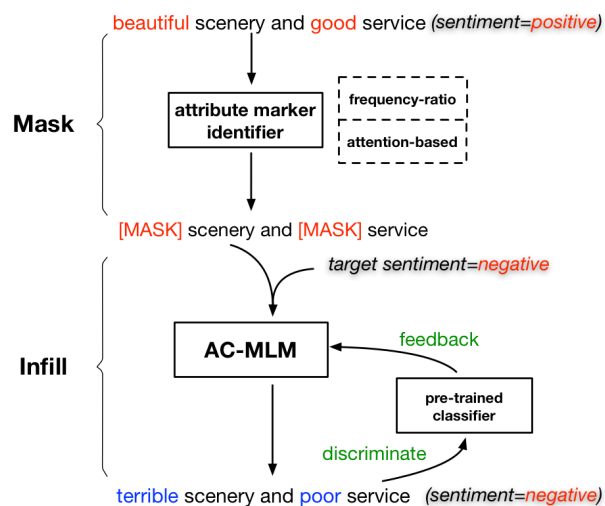 beautiful scenery and good service (sentiment=positive)
Mask
attribute marker
identifier
frequency-ratio
attention-based
[MASK] scenery and [MASK] service
target sentiment=negative
Infill
AC-MLM
feedback
pre-trained
classifier
discriminate
terrible scenery and poor service (sentiment=negative)